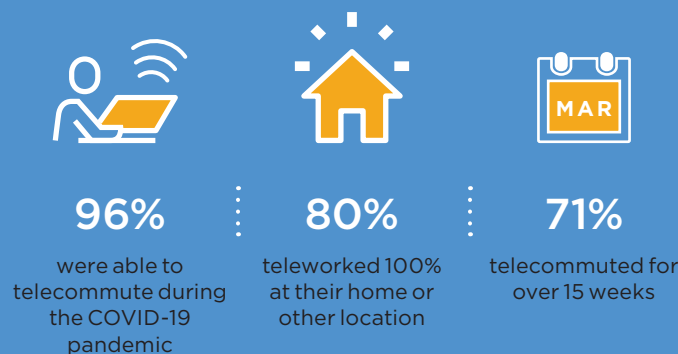 MAR
96%
were able to
telecommute during
the COVID-19
pandemic
80%
teleworked 100%
at their home or
other location
71%
telecommuted for
over 15 weeks